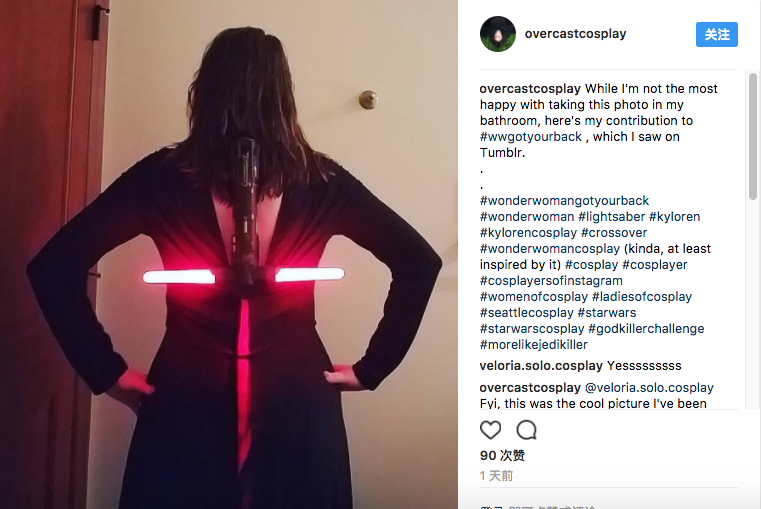 overcastcosplay
关注
overcastcosplay While I'm not the most
happy with taking this photo in my
bathroom, here's my contribution to
#wwgotyourback , which I saw on
Tumblr.
.
.
#wonderwomangotyourback
#wonderwoman #lightsaber #kyloren
#kylorencosplay #crossover
#wonderwomancosplay (kinda, at least
inspired by it) #cosplay #cosplayer
#cosplayersofinstagram
#womenofcosplay #ladiesofcosplay
#seattlecosplay #starwars
#starwarscosplay #godkillerchallenge
#morelikejedikiller
veloria.solo.cosplay Yesssssssss
overcastcosplay @veloria.solo.cosplay
Fyi, this was the cool picture I've been
90 次赞
1 天前